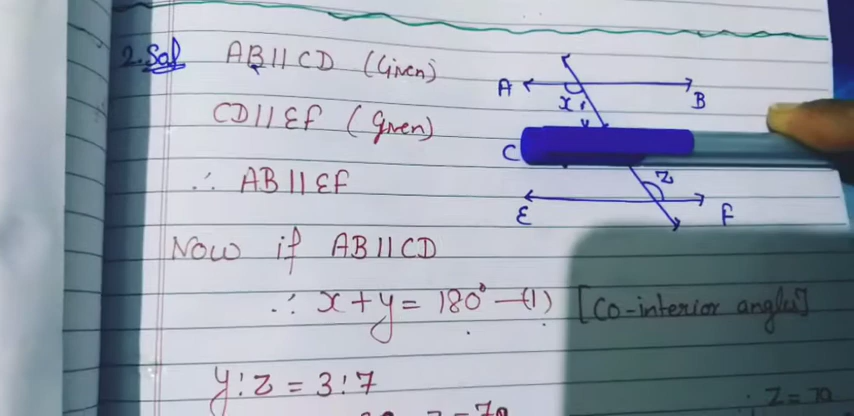 2.Sol AB||CD (Given)
CD||EF (Given)
∴ AB||EF
Now if AB||CD
∴ x+y = 180° —(1) [Co-interior angles]
y:z = 3:7
A
B
x
y
C
z
E
F